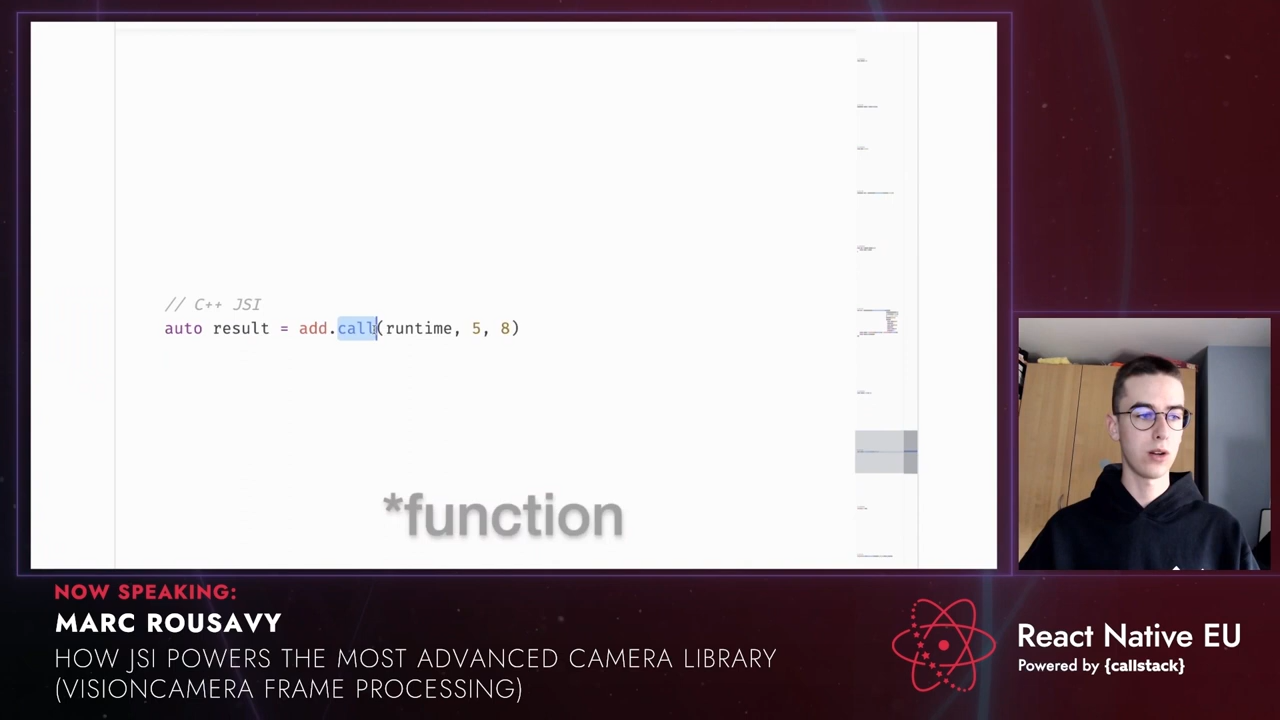 // C++ JSI
auto result = add.call(runtime, 5, 8)
*function
NOW SPEAKING:
MARC ROUSAVY
HOW JSI POWERS THE MOST ADVANCED CAMERA LIBRARY
(VISIONCAMERA FRAME PROCESSING)
React Native EU
Powered by {callstack}